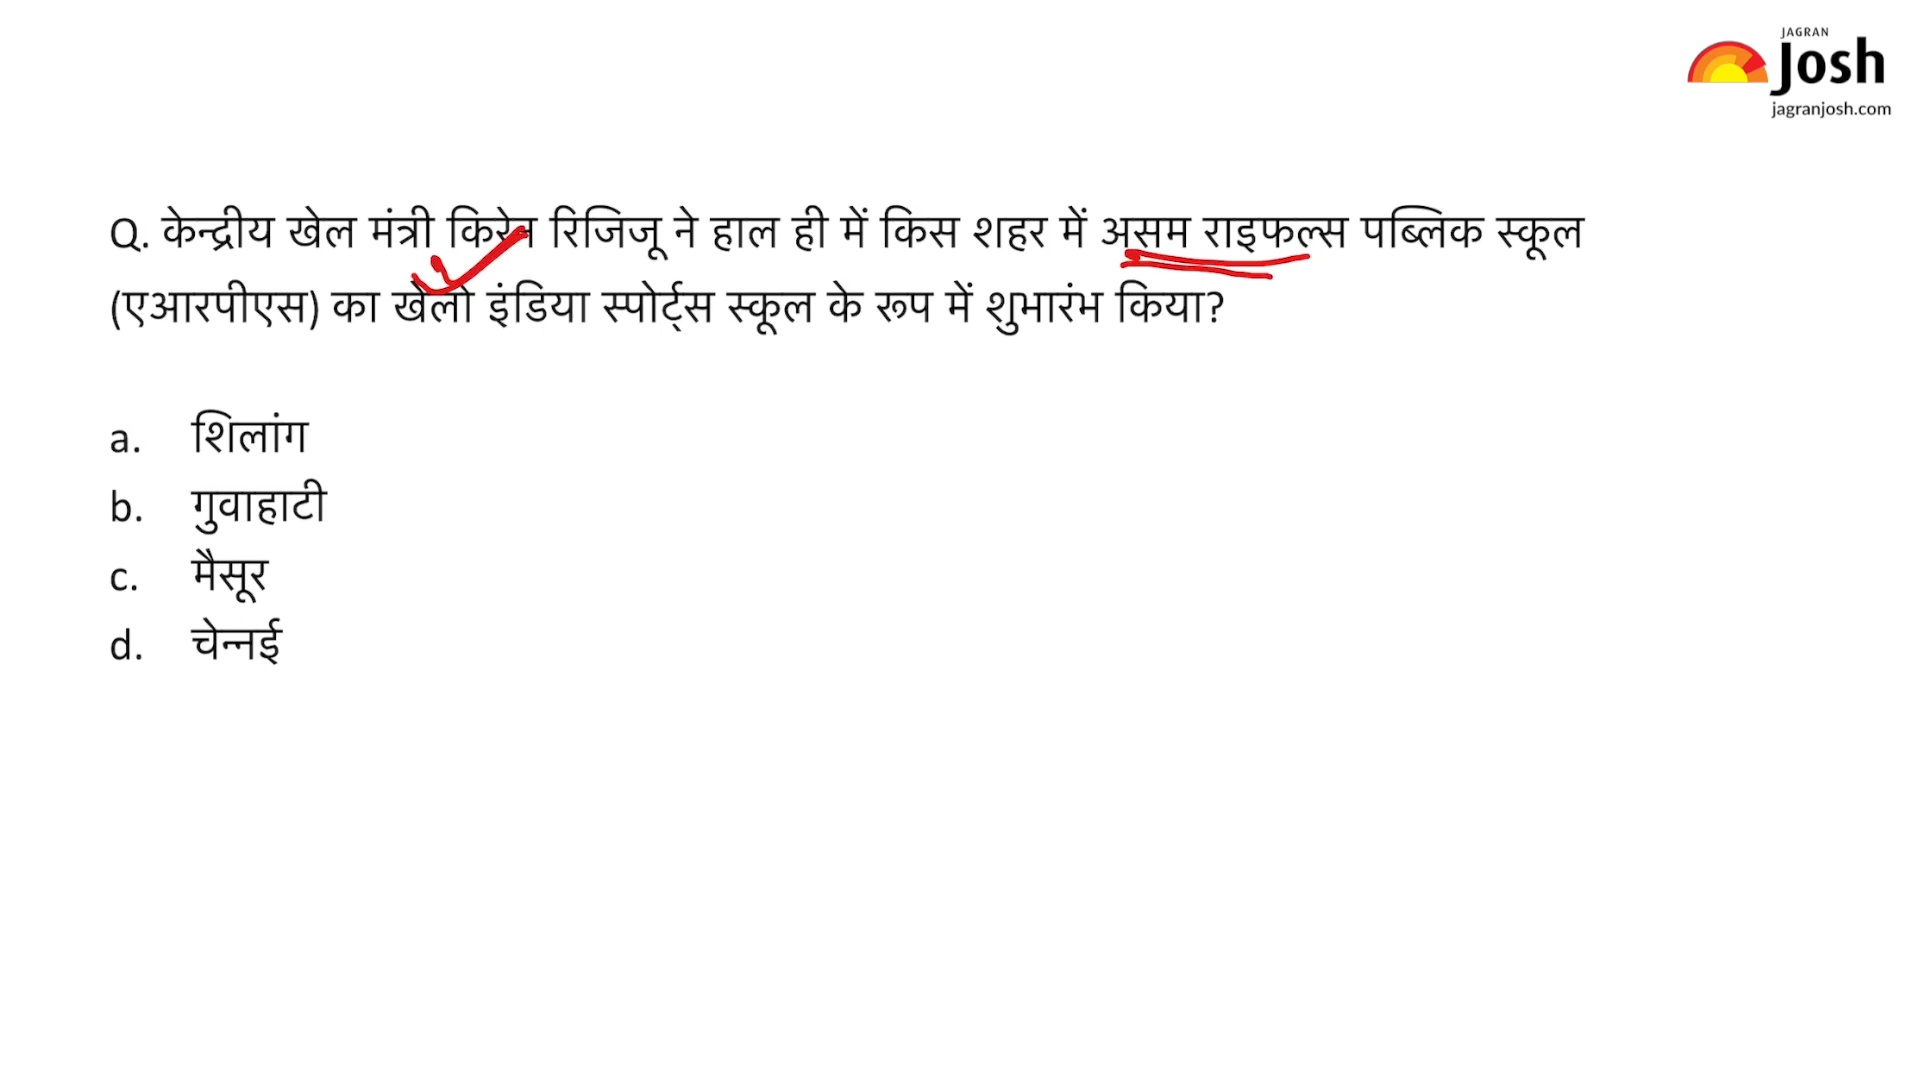 JAGRAN
Josh
jagranjosh.com
Q. केन्द्रीय खेल मंत्री किरेन रिजिजू ने हाल ही में किस शहर में असम राइफल्स पब्लिक स्कूल
(एआरपीएस) का खेलो इंडिया स्पोर्ट्स स्कूल के रूप में शुभारंभ किया?
a. शिलांग
b. गुवाहाटी
c. मैसूर
d. चेन्नई